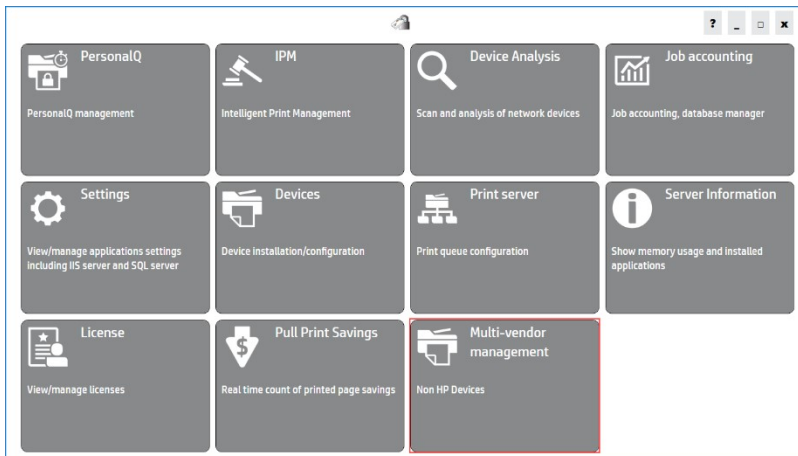 ?
PersonalQ
PersonalQ management
IPM
Intelligent Print Management
Device Analysis
Scan and analysis of network devices
Job accounting
Job accounting, database manager
Settings
View/manage applications settings
including IIS server and SQL server
Devices
Device installation/configuration
Print server
Print queue configuration
Server Information
Show memory usage and installed
applications
License
View/manage licenses
Pull Print Savings
Real time count of printed page savings
Multi-vendor
management
Non HP Devices